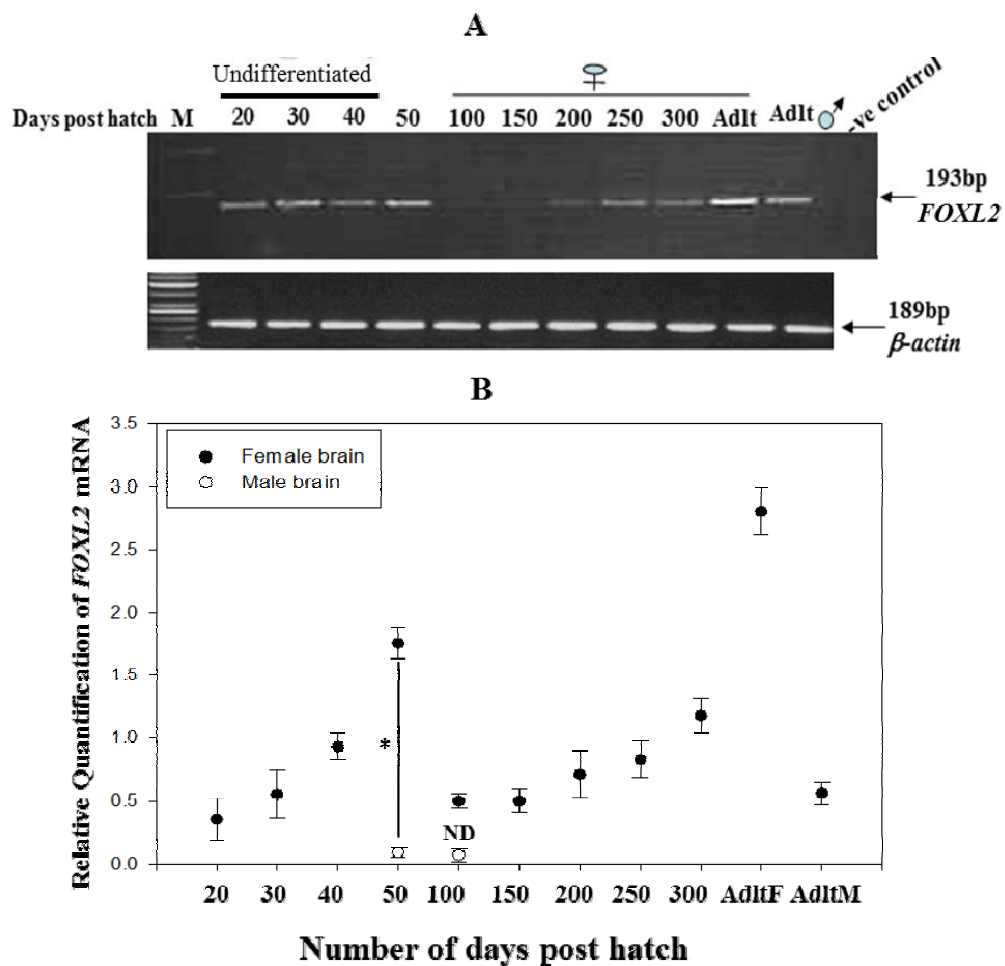 A
Undifferentiated
Days post hatch M 20 30 40 50 100 150 200 250 300 Adlt Adlt -ve control
193bp
FOXL2
189bp
β-actin
B
Relative Quantification of FOXL2 mRNA
3.5
3.0
2.5
2.0
1.5
1.0
0.5
0.0
Female brain
Male brain
*
ND
20 30 40 50 100 150 200 250 300 AdltF AdltM
Number of days post hatch